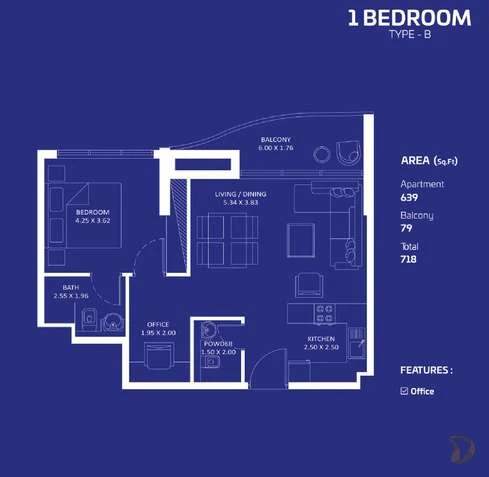 1 BEDROOM
TYPE - B
BALCONY
6.00 X 1.76
AREA (Sq.Ft)
Apartment
639
Balcony
79
Total
718
LIVING / DINING
5.34 X 3.83
BEDROOM
4.25 X 3.62
BATH
2.55 X 1.96
OFFICE
1.95 X 2.00
POWDER
1.50 X 2.00
KITCHEN
2.50 X 2.50
FEATURES :
Office